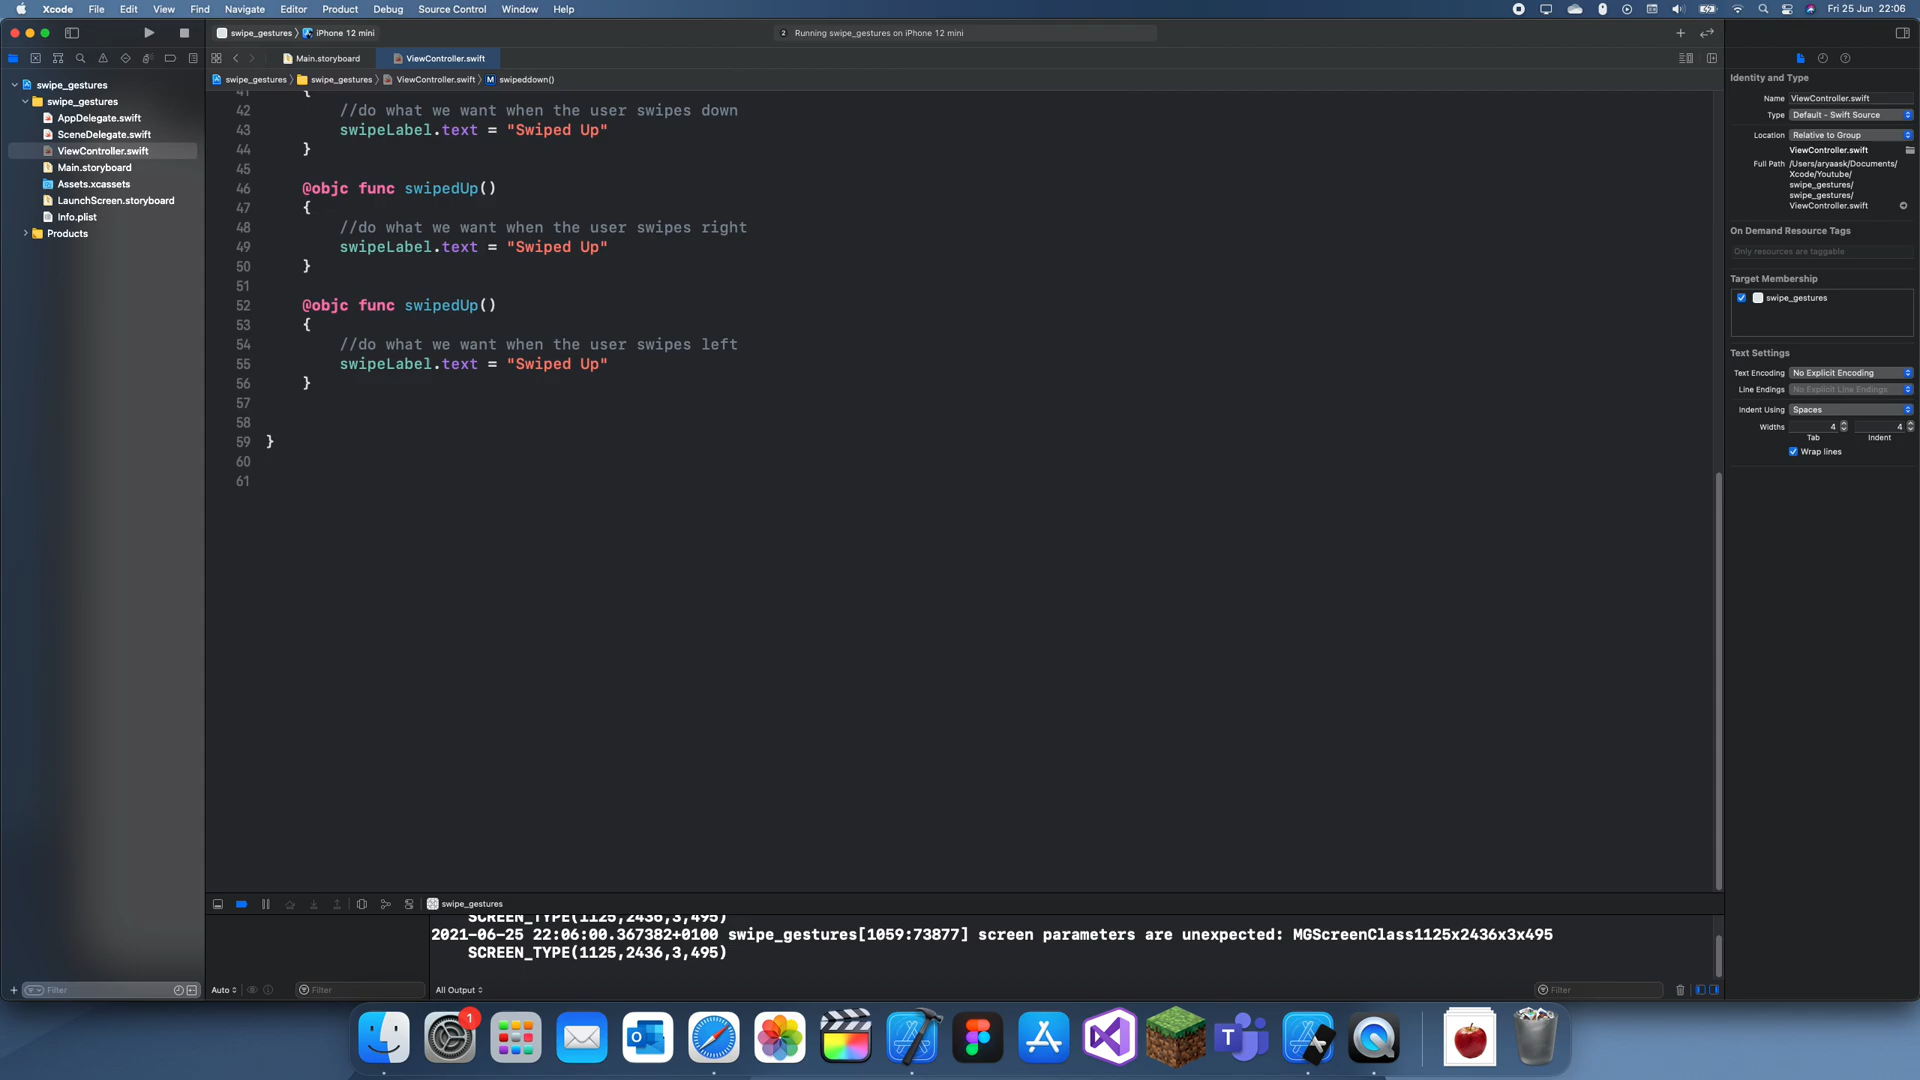 Xcode File Edit View Find Navigate Editor Product Debug Source Control Window Help Fri 25 Jun 22:06
swipe_gestures iPhone 12 mini 2 Running swipe_gestures on iPhone 12 mini
Main.storyboard ViewController.swift
swipe_gestures swipe_gestures ViewController.swift M swipeddown()
swipe_gestures
swipe_gestures
AppDelegate.swift
SceneDelegate.swift
ViewController.swift
Main.storyboard
Assets.xcassets
LaunchScreen.storyboard
Info.plist
Products
41 {
42 //do what we want when the user swipes down
43 swipeLabel.text = "Swiped Up"
44 }
45
46 @objc func swipedUp()
47 {
48 //do what we want when the user swipes right
49 swipeLabel.text = "Swiped Up"
50 }
51
52 @objc func swipedUp()
53 {
54 //do what we want when the user swipes left
55 swipeLabel.text = "Swiped Up"
56 }
57
58
59 }
60
61
Identity and Type
Name ViewController.swift
Type Default - Swift Source
Location Relative to Group
ViewController.swift
Full Path /Users/aryaask/Documents/
Xcode/Youtube/
swipe_gestures/
swipe_gestures/
ViewController.swift
On Demand Resource Tags
Only resources are taggable
Target Membership
swipe_gestures
Text Settings
Text Encoding No Explicit Encoding
Line Endings No Explicit Line Endings
Indent Using Spaces
Widths 4 4
Tab Indent
Wrap lines
swipe_gestures
SCREEN_TYPE(1125,2436,3,495)
2021-06-25 22:06:00.367382+0100 swipe_gestures[1059:73877] screen parameters are unexpected: MGScreenClass1125x2436x3x495
SCREEN_TYPE(1125,2436,3,495)
Filter Auto Filter All Output Filter
1